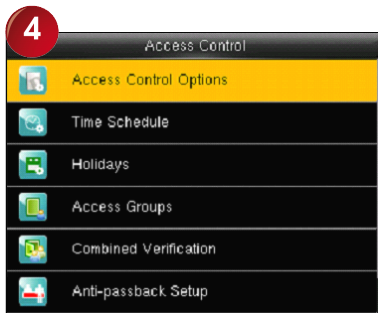 4
Access Control
Access Control Options
Time Schedule
Holidays
Access Groups
Combined Verification
Anti-passback Setup